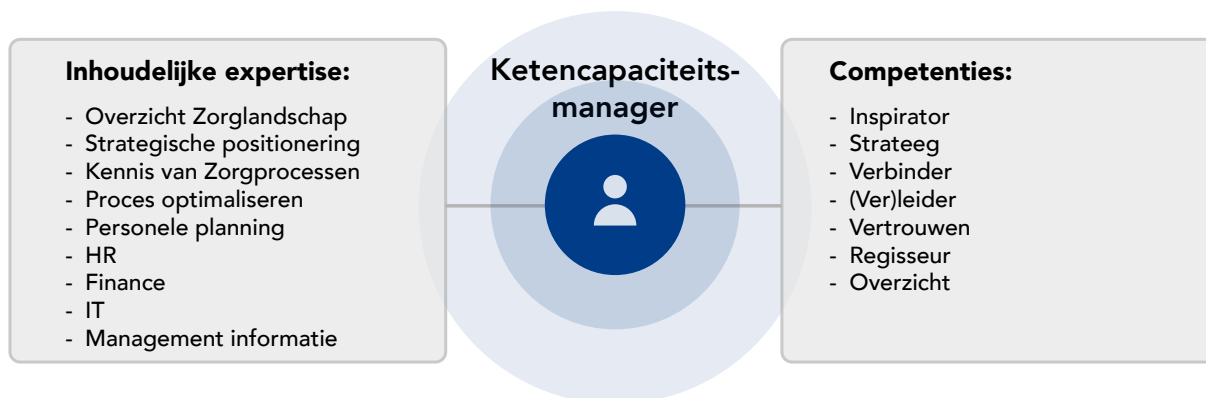 Inhoudelijke expertise:
- Overzicht Zorglandschap
- Strategische positionering
- Kennis van Zorgprocessen
- Proces optimaliseren
- Personele planning
- HR
- Finance
- IT
- Management informatie
Ketencapaciteits-
manager
Competenties:
- Inspirator
- Strateeg
- Verbinder
- (Ver)leider
- Vertrouwen
- Regisseur
- Overzicht